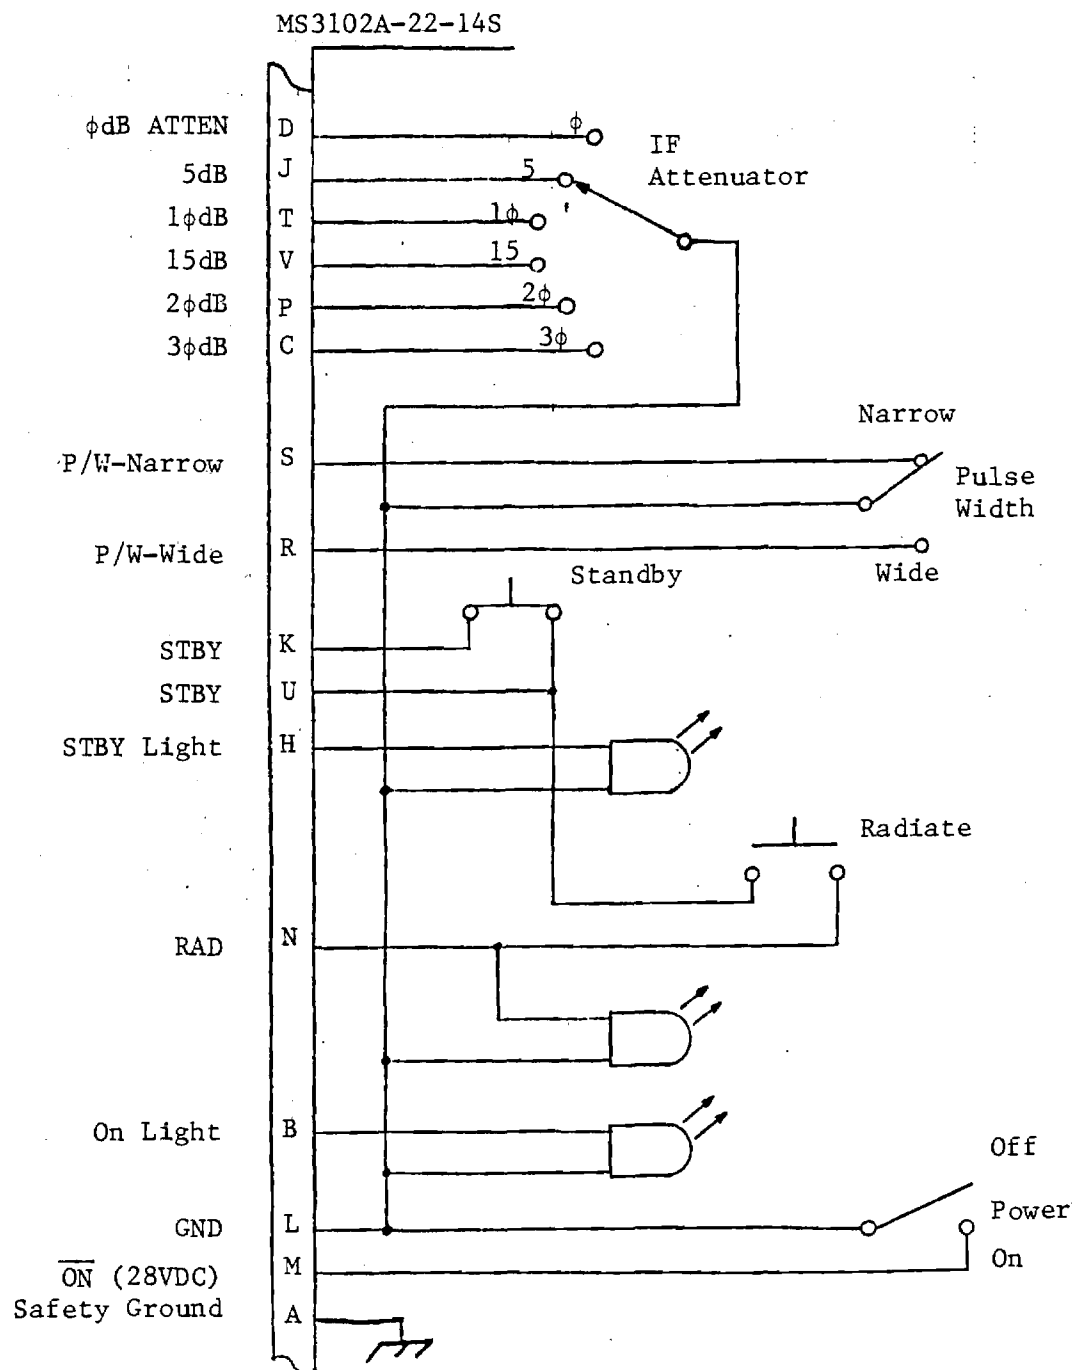 MS3102A-22-14S
ϕdB ATTEN D ϕ
IF
Attenuator
5dB J 5
1ϕdB T 1ϕ
15dB V 15
2ϕdB P 2ϕ
3ϕdB C 3ϕ
Narrow
P/W-Narrow S
Pulse
Width
P/W-Wide R
Standby Wide
STBY K
STBY U
STBY Light H
Radiate
RAD N
On Light B
Off
GND L
Power
O̅N̅ (28VDC) M
On
Safety Ground A